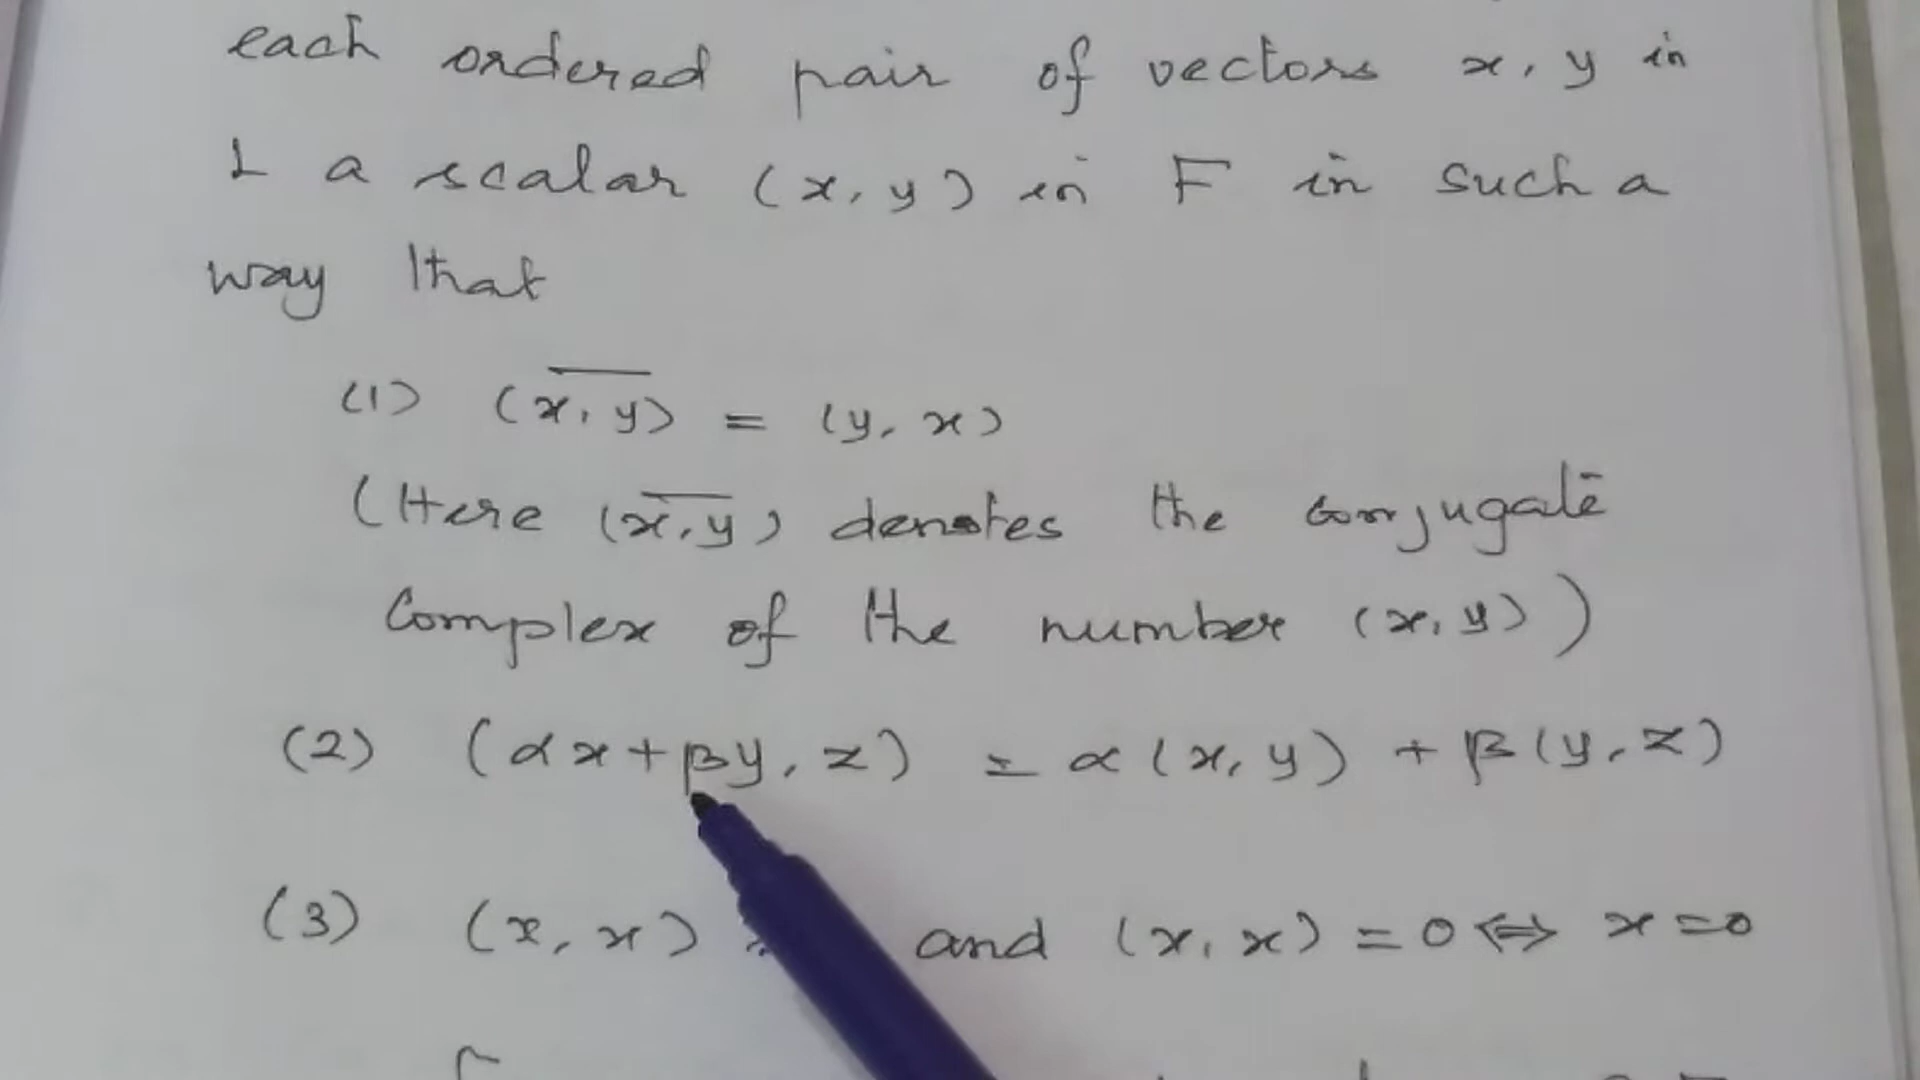 each ordered pair of vectors x, y in
L a scalar (x, y) in F in such a
way that
(1) (x̅,̅ ̅y̅) = (y, x)
(Here (x̅,̅ ̅y̅) denotes the conjugate
Complex of the number (x, y))
(2) (αx + βy, z) = α(x, y) + β(y, z)
(3) (x, x) and (x, x) = 0 ⇔ x = 0